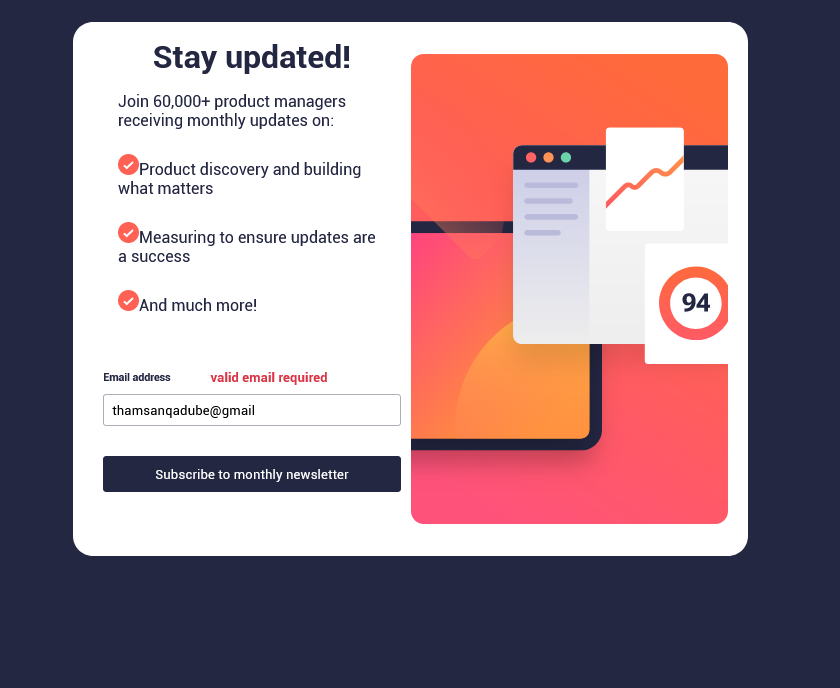 Stay updated!
Join 60,000+ product managers
receiving monthly updates on:
Product discovery and building
what matters
Measuring to ensure updates are
a success
And much more!
Email address valid email required
thamsanqadube@gmail
Subscribe to monthly newsletter
94